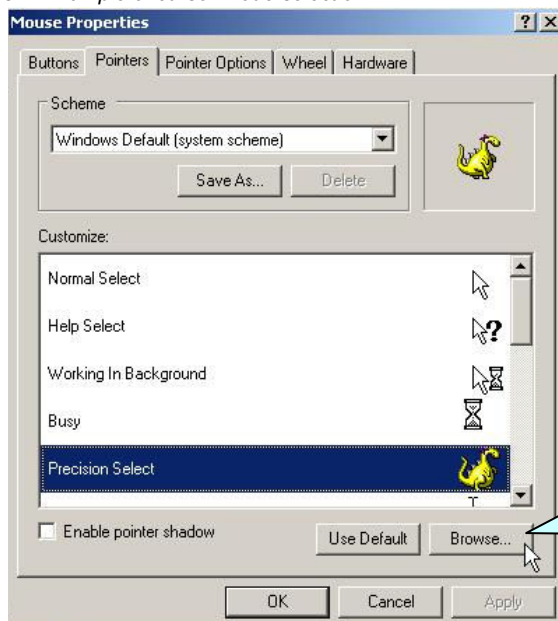 Mouse Properties
Buttons Pointers Pointer Options Wheel Hardware
Scheme
Windows Default (system scheme)
Save As... Delete
Customize:
Normal Select
Help Select
Working In Background
Busy
Precision Select
Enable pointer shadow
Use Default Browse...
OK Cancel Apply